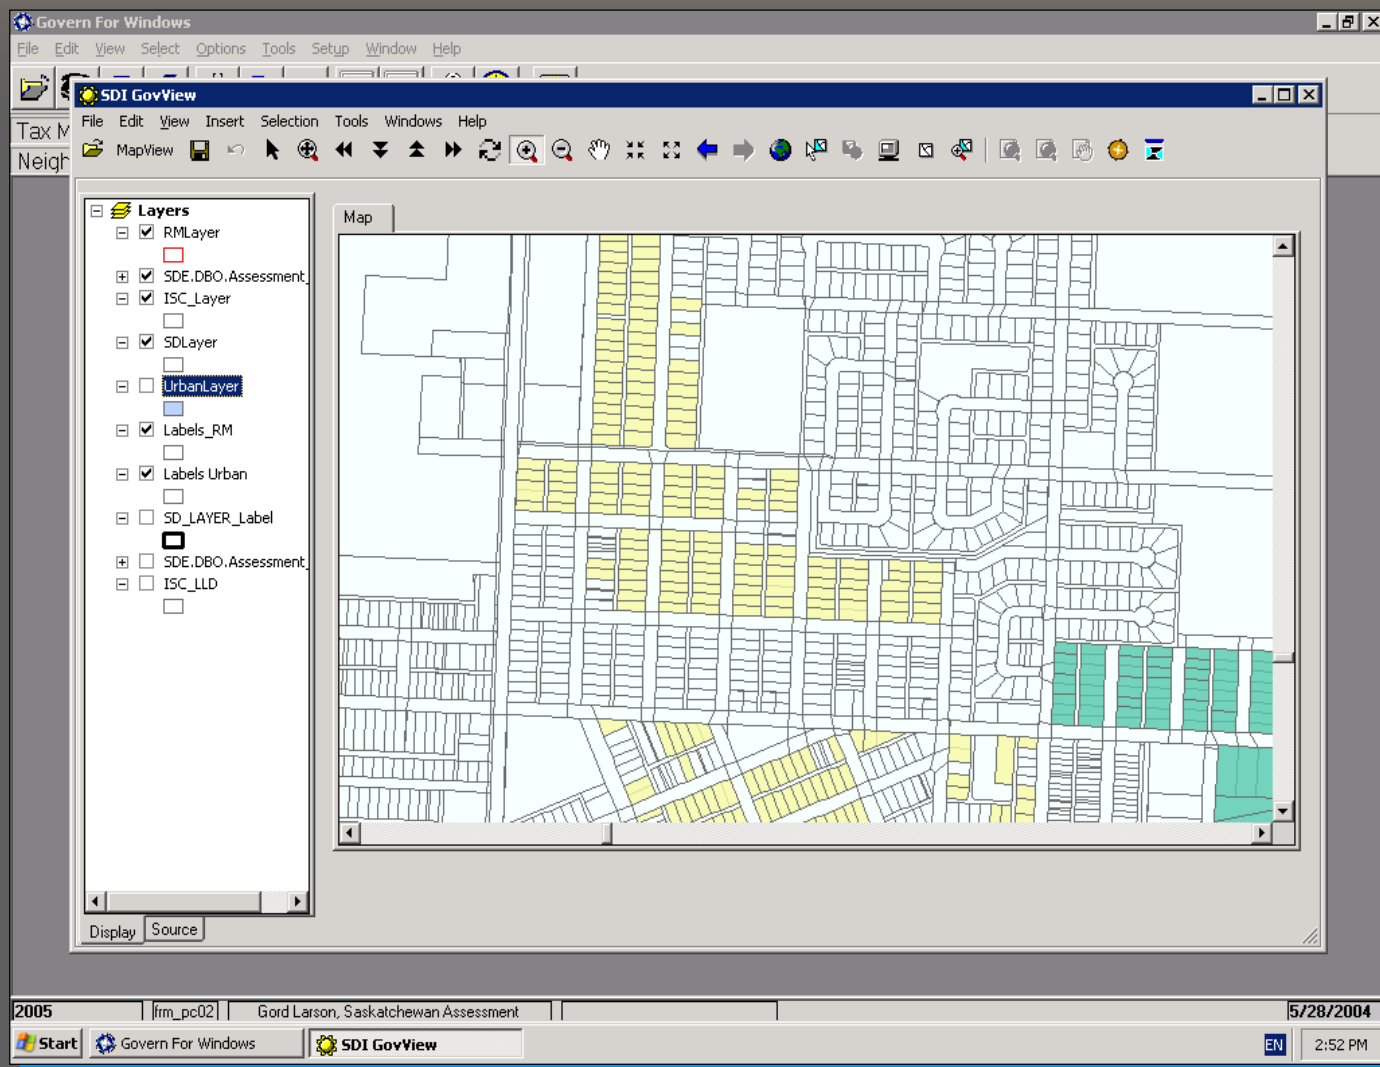 Govern For Windows
File Edit View Select Options Tools Setup Window Help
SDI GovView
Tax M
File Edit View Insert Selection Tools Windows Help
Neigh
MapView
Layers
RMLayer
SDE.DBO.Assessment_
ISC_Layer
SDLayer
UrbanLayer
Labels_RM
Labels Urban
SD_LAYER_Label
SDE.DBO.Assessment_
ISC_LLD
Map
Display Source
2005 frm_pc02 Gord Larson, Saskatchewan Assessment 5/28/2004
Start Govern For Windows SDI GovView EN 2:52 PM